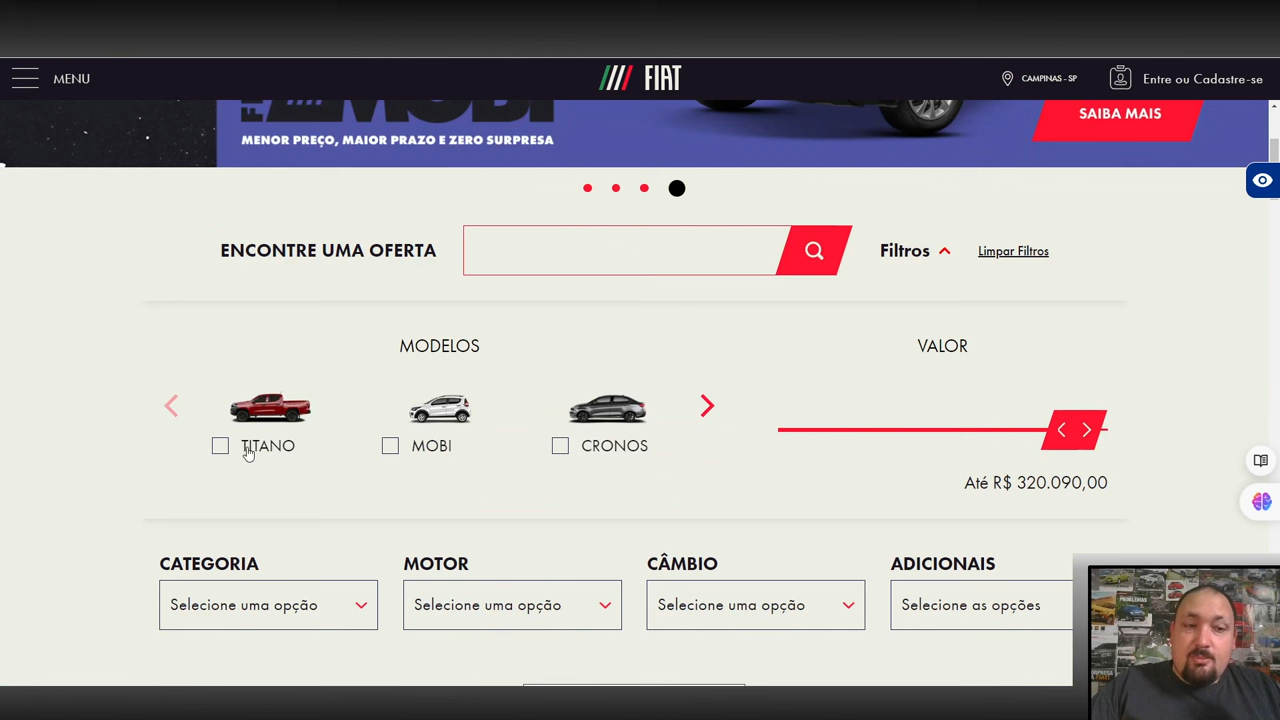 MENU
FIAT
CAMPINAS - SP
Entre ou Cadastre-se
MOBI
SAIBA MAIS
MENOR PREÇO, MAIOR PRAZO E ZERO SURPRESA
ENCONTRE UMA OFERTA
Filtros
Limpar Filtros
MODELOS
VALOR
TITANO
MOBI
CRONOS
Até R$ 320.090,00
CATEGORIA
MOTOR
CÂMBIO
ADICIONAIS
Selecione uma opção
Selecione uma opção
Selecione uma opção
Selecione as opções
PROBLEMAS